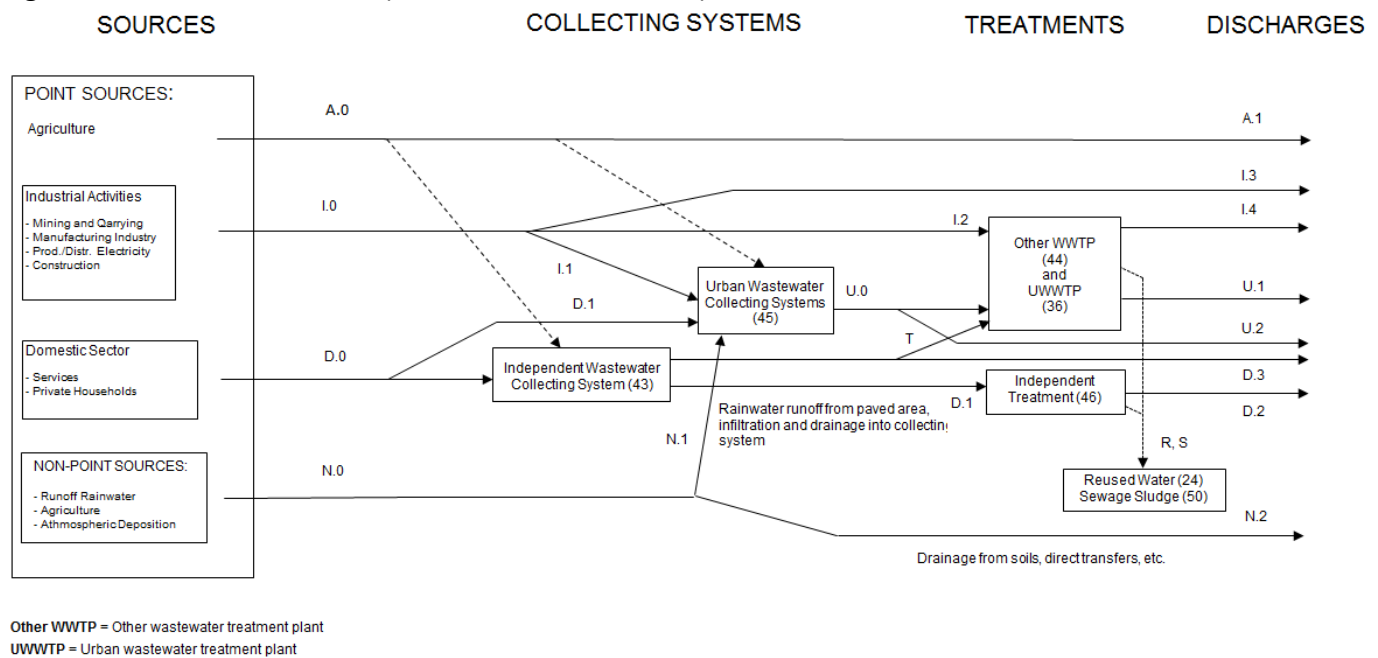 SOURCES
COLLECTING SYSTEMS
TREATMENTS
DISCHARGES
POINT SOURCES:
Agriculture
A.0
A.1
Industrial Activities
- Mining and Qarrying
- Manufacturing Industry
- Prod./Distr. Electricity
- Construction
I.0
I.1
I.2
I.3
I.4
Other WWTP
(44)
and
UWWTP
(36)
Urban Wastewater
Collecting Systems
(45)
U.0
U.1
U.2
D.1
T
Domestic Sector
- Services
- Private Households
D.0
Independent Wastewater
Collecting System (43)
Independent
Treatment (46)
D.1
D.3
D.2
Rainwater runoff from paved area,
infiltration and drainage into collecting
system
N.1
R, S
NON-POINT SOURCES:
- Runoff Rainwater
- Agriculture
- Athmospheric Deposition
N.0
Reused Water (24)
Sewage Sludge (50)
N.2
Drainage from soils, direct transfers, etc.
Other WWTP = Other wastewater treatment plant
UWWTP = Urban wastewater treatment plant